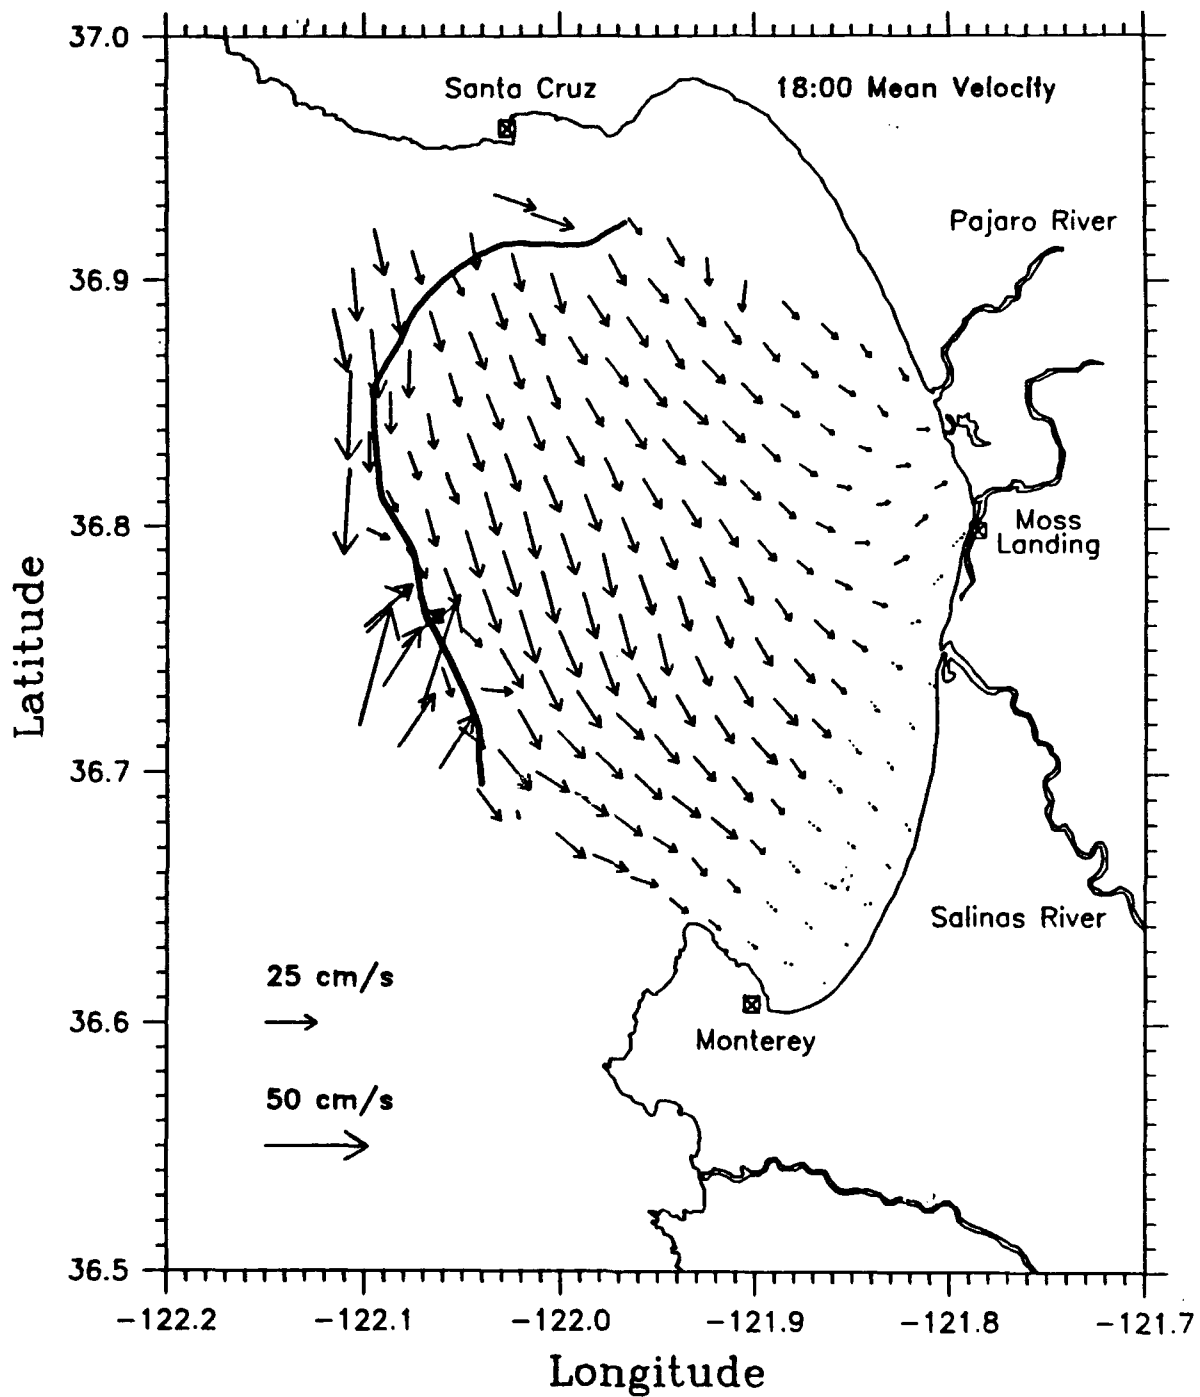 37.0
Santa Cruz
18:00 Mean Velocity
Pajaro River
36.9
36.8
Moss
Landing
Latitude
36.7
Salinas River
25 cm/s
36.6
Monterey
50 cm/s
36.5
-122.2
-122.1
-122.0
-121.9
-121.8
-121.7
Longitude